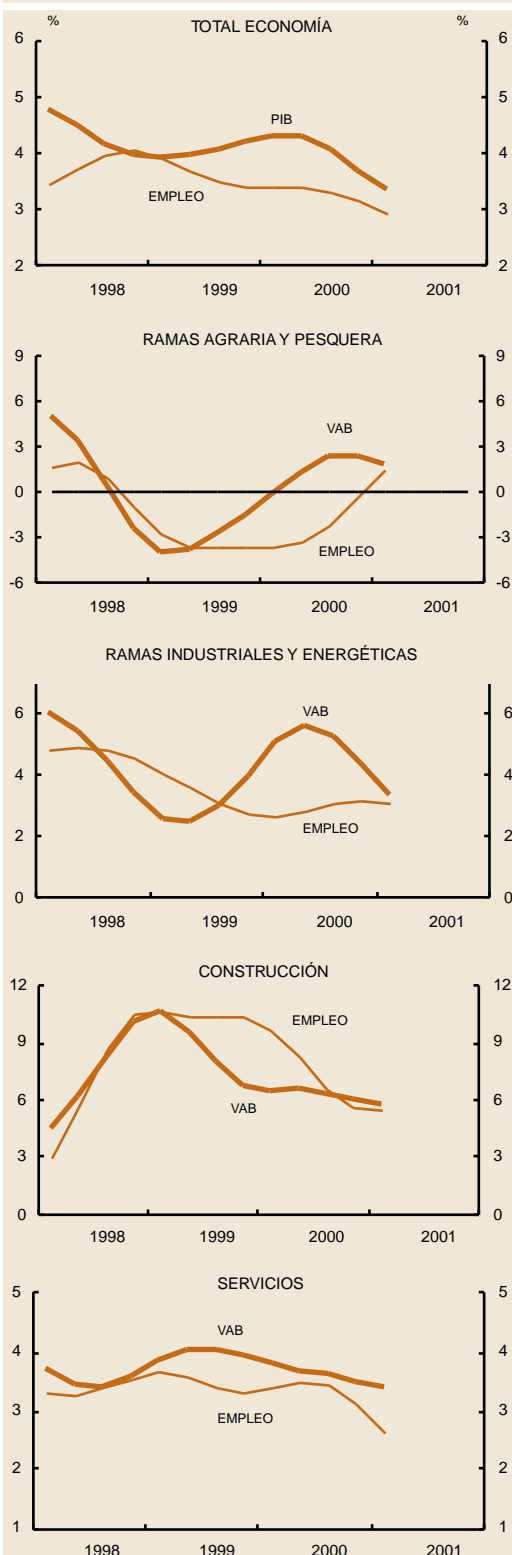 TOTAL ECONOMÍA
% %
6 6
5 5
PIB
4 4
EMPLEO
3 3
2 2
1998 1999 2000 2001
RAMAS AGRARIA Y PESQUERA
9 9
6 6
VAB
3 3
0 0
-3 -3
EMPLEO
-6 -6
1998 1999 2000 2001
RAMAS INDUSTRIALES Y ENERGÉTICAS
6 6
VAB
4 4
EMPLEO
2 2
0 0
1998 1999 2000 2001
CONSTRUCCIÓN
12 12
EMPLEO
9 9
6 6
VAB
3 3
0 0
1998 1999 2000 2001
SERVICIOS
5 5
VAB
4 4
3 3
EMPLEO
2 2
1 1
1998 1999 2000 2001